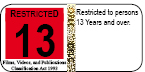 RESTRICTED
13
Films, Videos, and Publications
Classification Act 1993
Restricted to persons
13 Years and over.